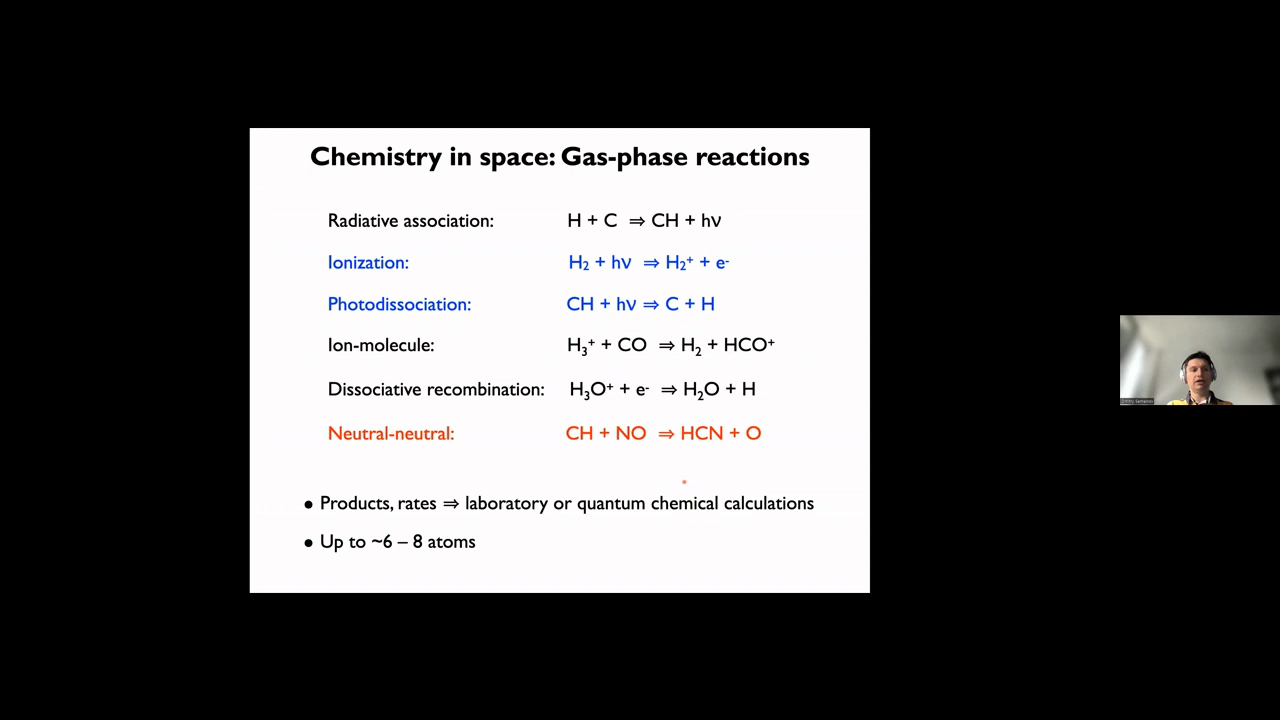 Chemistry in space: Gas-phase reactions
Radiative association: H + C ⇒ CH + hν
Ionization: H₂ + hν ⇒ H₂⁺ + e⁻
Photodissociation: CH + hν ⇒ C + H
Ion-molecule: H₃⁺ + CO ⇒ H₂ + HCO⁺
Dissociative recombination: H₃O⁺ + e⁻ ⇒ H₂O + H
Neutral-neutral: CH + NO ⇒ HCN + O
● Products, rates ⇒ laboratory or quantum chemical calculations
● Up to ~6 – 8 atoms